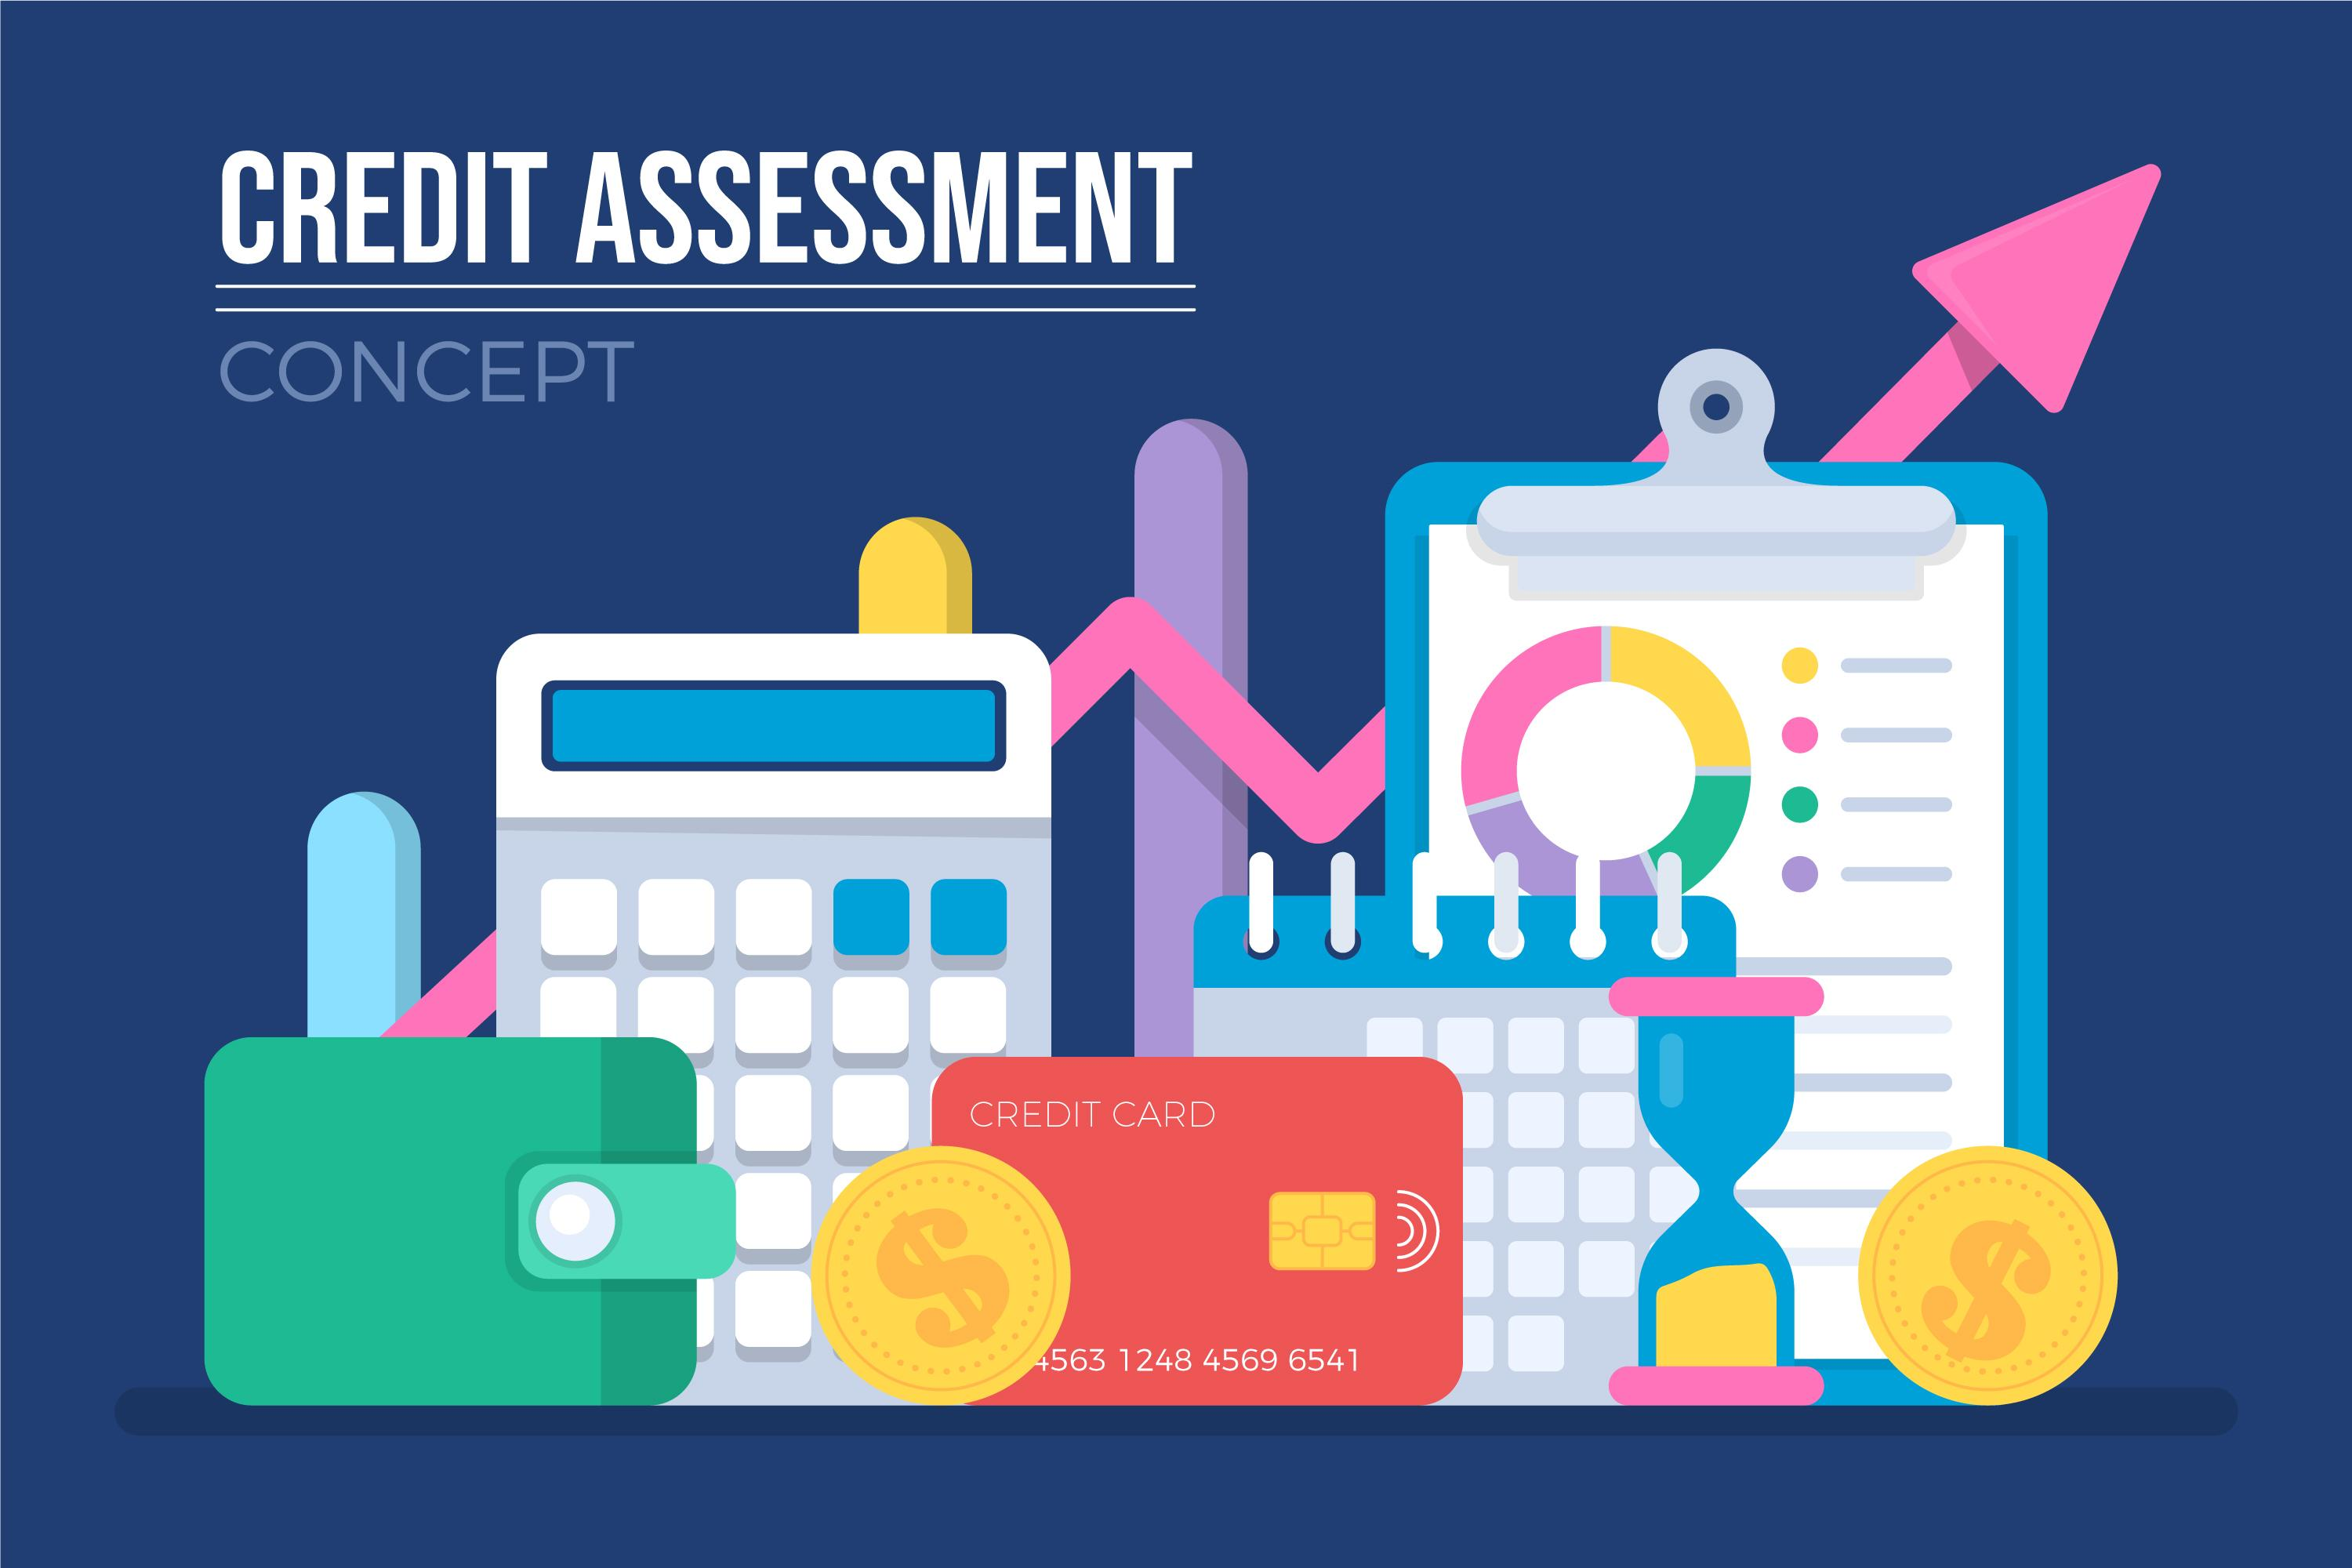 CREDIT ASSESSMENT
CONCEPT
CREDIT CARD
4563 1248 4569 6541
$
$